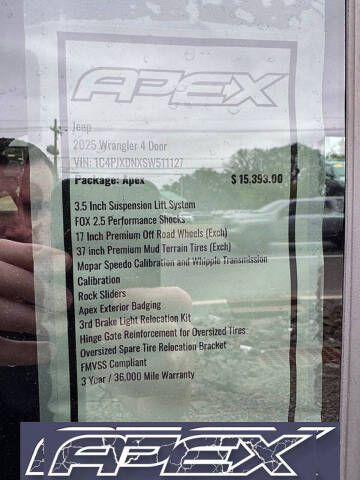 APEX
Jeep
2025 Wrangler 4 Door
VIN: 1C4PJXDNXSW511127
Package: Apex $ 15,393.00
3.5 Inch Suspension Lift System
FOX 2.5 Performance Shocks
17 Inch Premium Off Road Wheels (Exch)
37 inch Premium Mud Terrain Tires (Exch)
Mopar Speedo Calibration and Whipple Transmission
Calibration
Rock Sliders
Apex Exterior Badging
3rd Brake Light Relocation Kit
Hinge Gate Reinforcement for Oversized Tires
Oversized Spare Tire Relocation Bracket
FMVSS Compliant
3 Year / 36,000 Mile Warranty
APEX